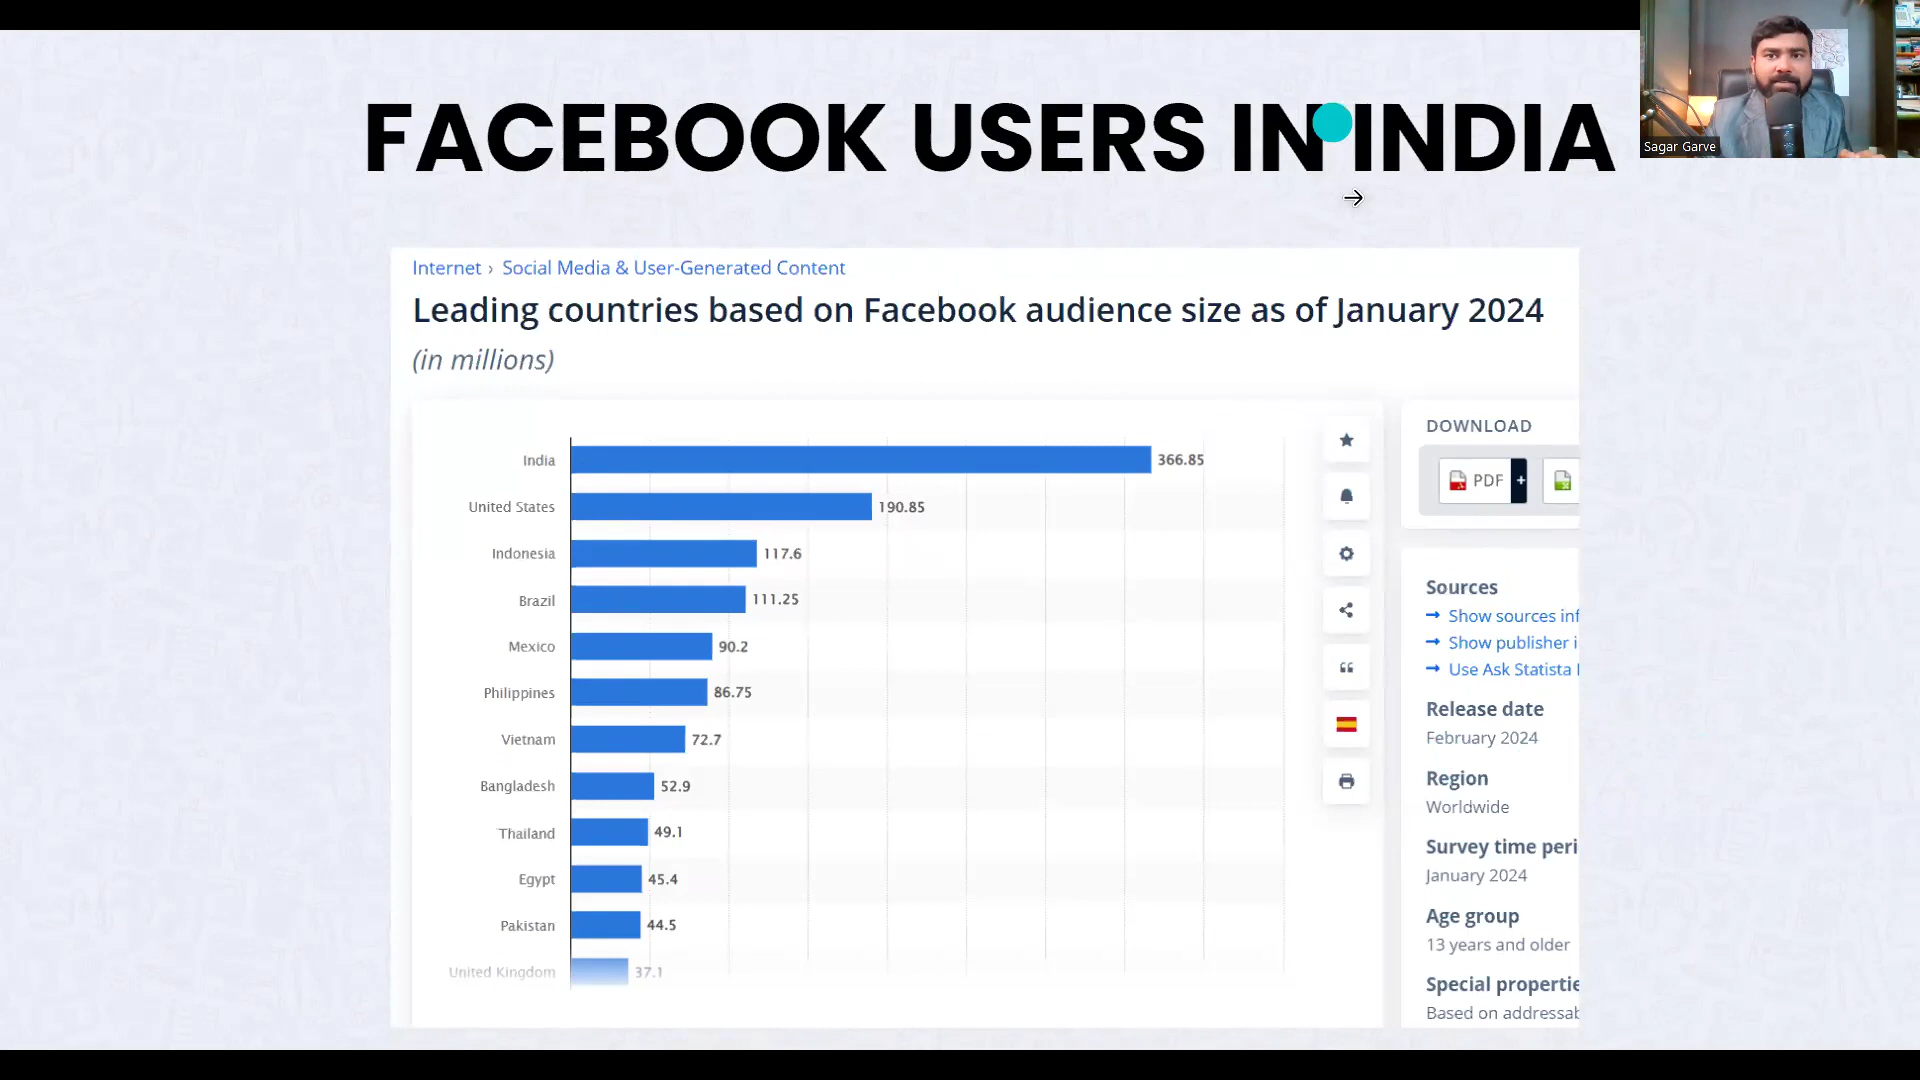 FACEBOOK USERS IN INDIA
Sagar Garve
Internet › Social Media & User-Generated Content
Leading countries based on Facebook audience size as of January 2024
(in millions)
India 366.85
United States 190.85
Indonesia 117.6
Brazil 111.25
Mexico 90.2
Philippines 86.75
Vietnam 72.7
Bangladesh 52.9
Thailand 49.1
Egypt 45.4
Pakistan 44.5
United Kingdom 37.1
DOWNLOAD
PDF +
Sources
→ Show sources inf
→ Show publisher i
→ Use Ask Statista
Release date
February 2024
Region
Worldwide
Survey time peri
January 2024
Age group
13 years and older
Special propertie
Based on addressab